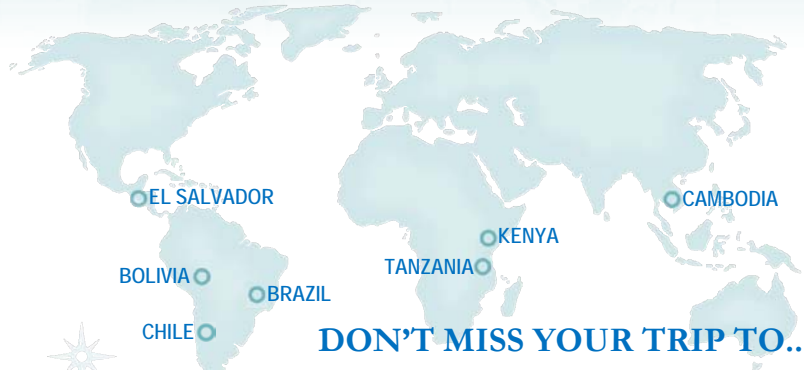 EL SALVADOR
CAMBODIA
KENYA
TANZANIA
BOLIVIA
BRAZIL
CHILE
DON'T MISS YOUR TRIP TO..